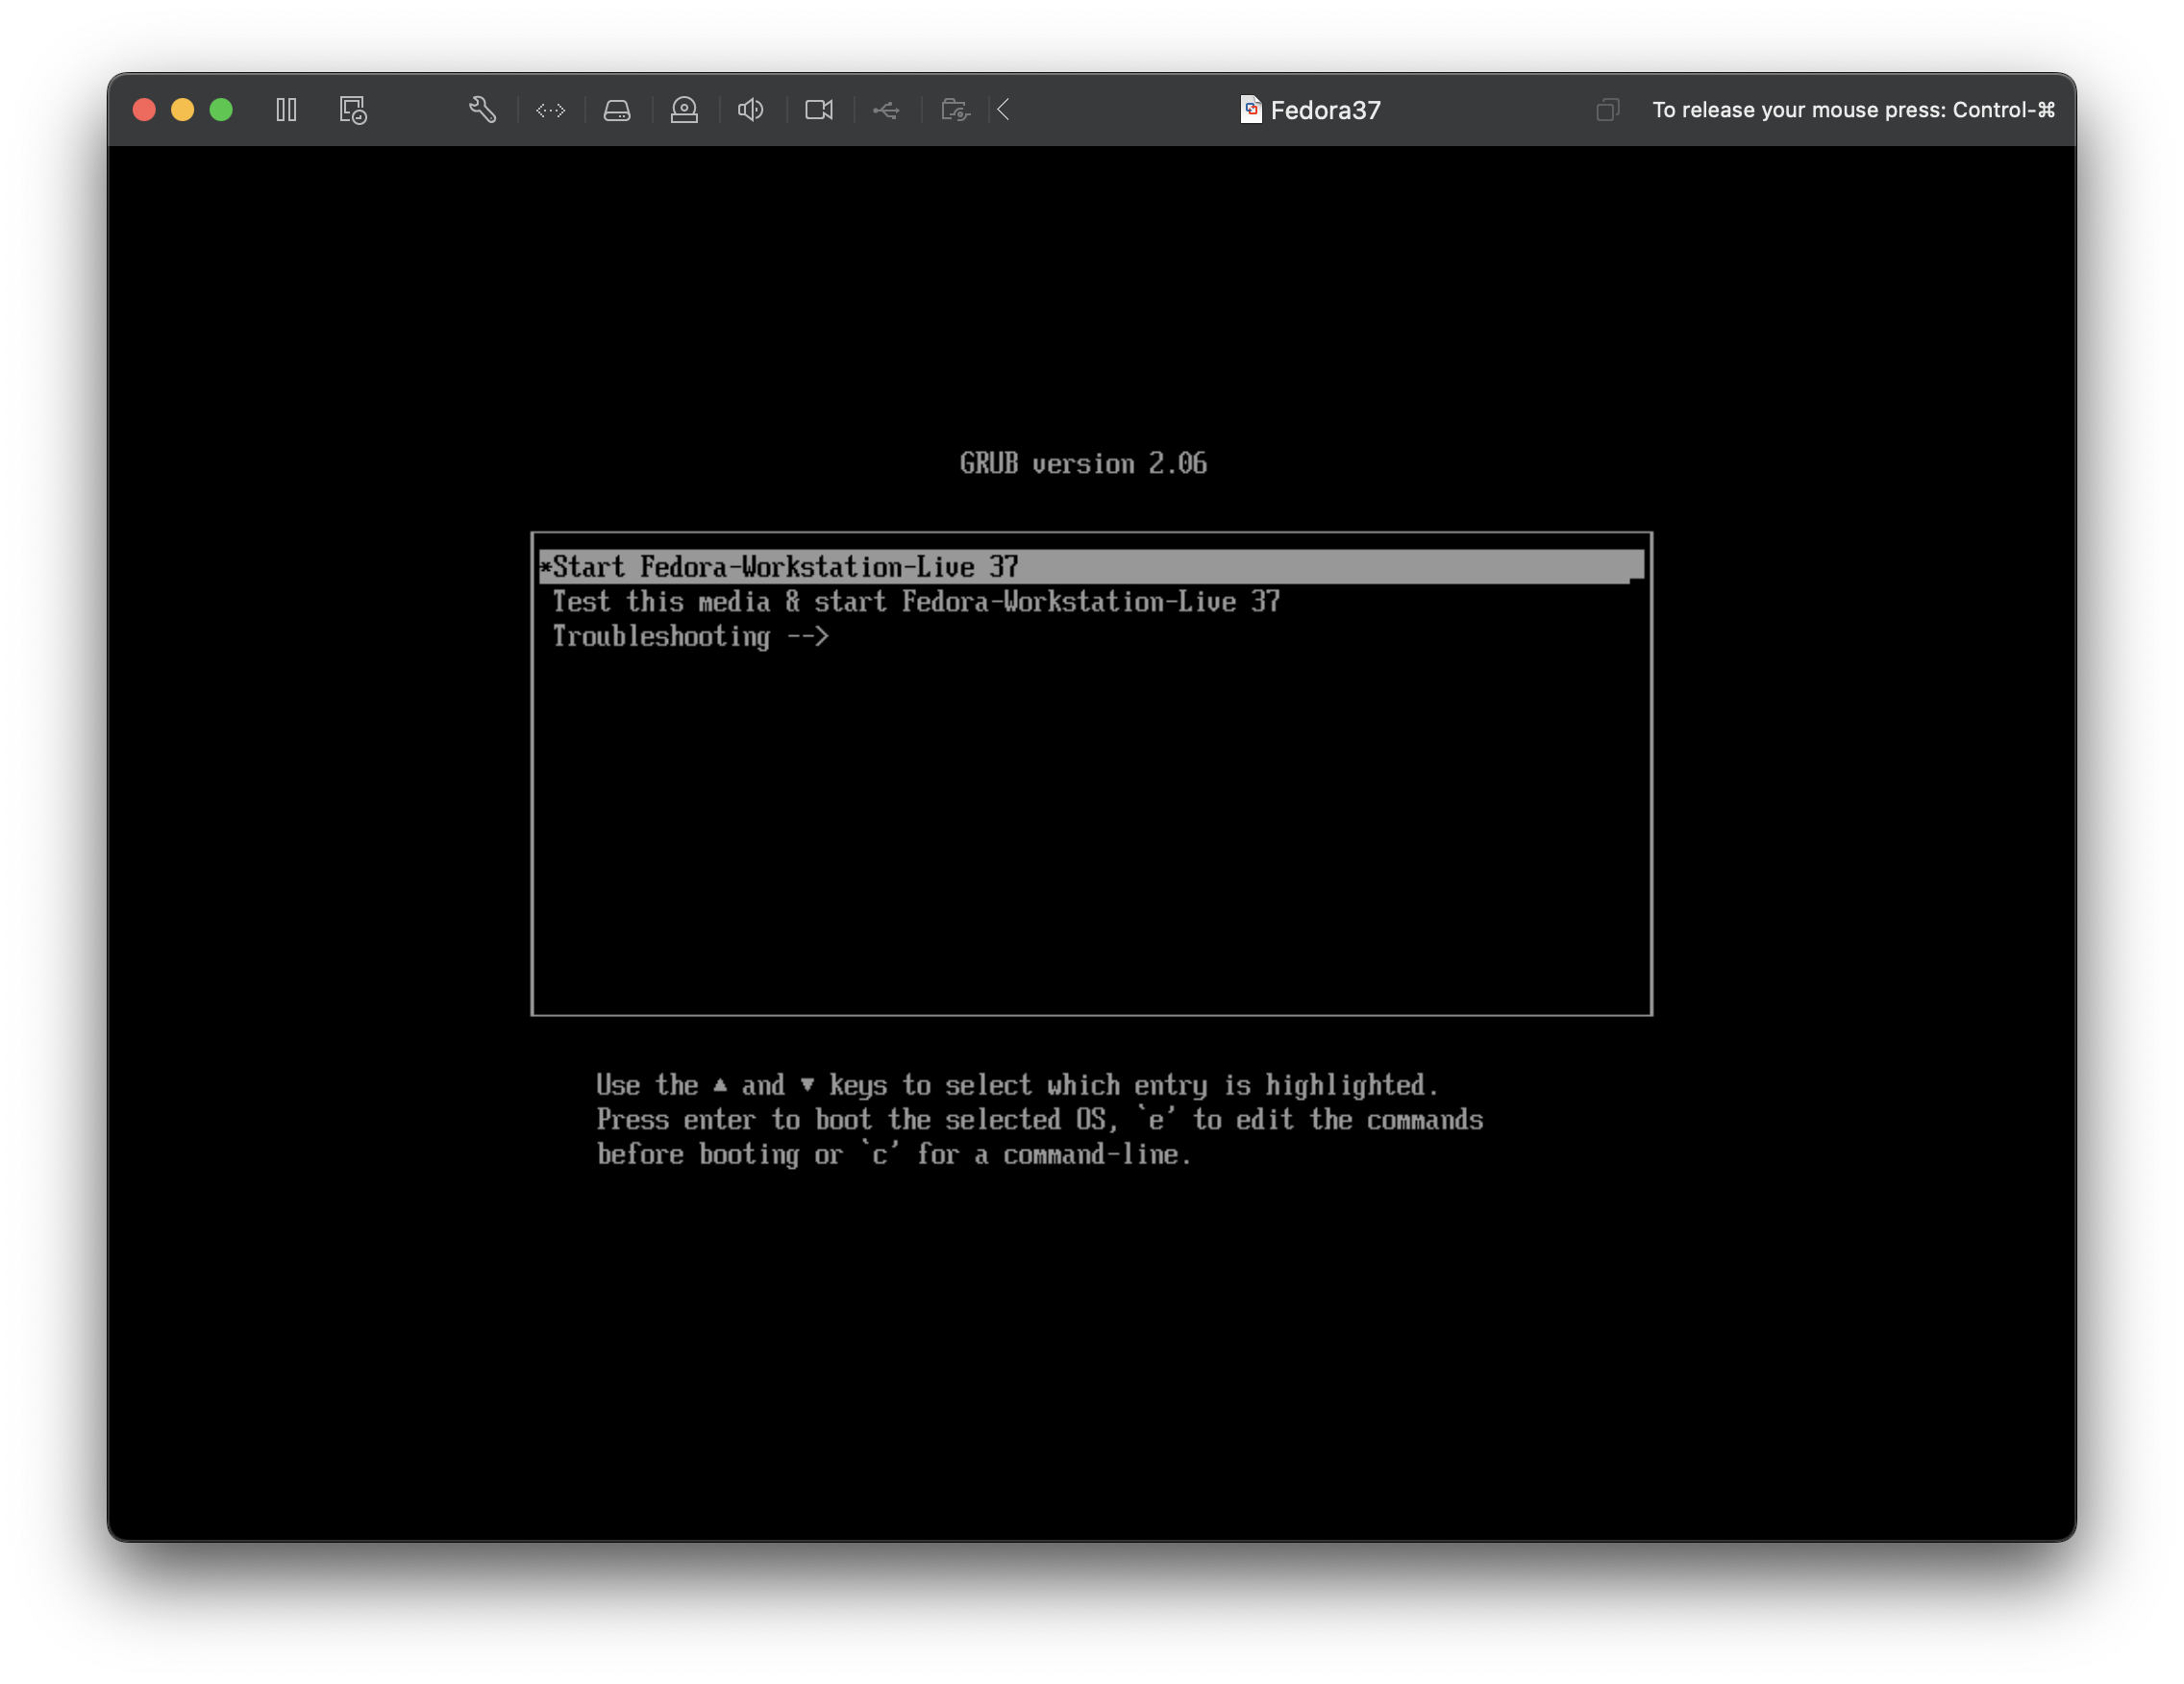 Fedora37
To release your mouse press: Control-⌘
GRUB version 2.06
*Start Fedora-Workstation-Live 37
Test this media & start Fedora-Workstation-Live 37
Troubleshooting -->
Use the ▲ and ▼ keys to select which entry is highlighted.
Press enter to boot the selected OS, `e' to edit the commands
before booting or `c' for a command-line.